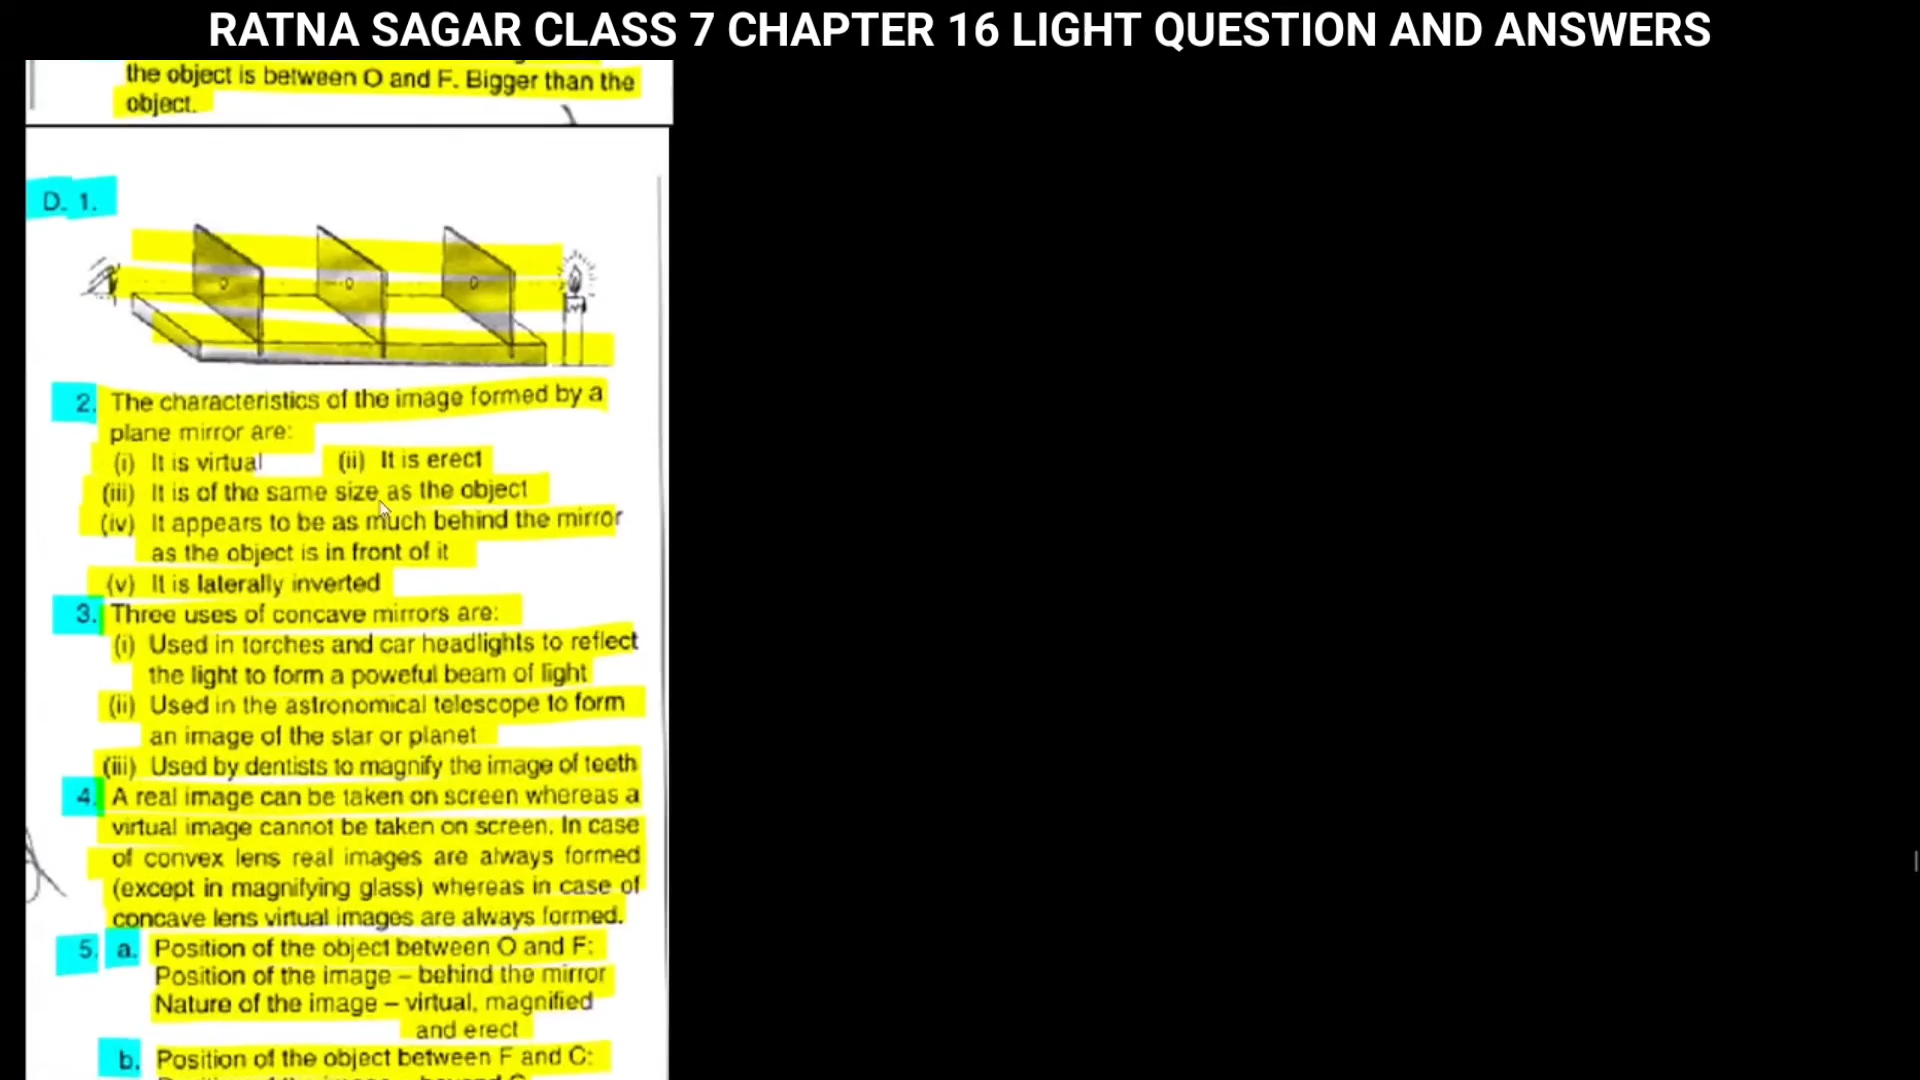 RATNA SAGAR CLASS 7 CHAPTER 16 LIGHT QUESTION AND ANSWERS
the object is between O and F. Bigger than the
object.
D. 1.
2. The characteristics of the image formed by a
plane mirror are:
(i) It is virtual (ii) It is erect
(iii) It is of the same size as the object
(iv) It appears to be as much behind the mirror
as the object is in front of it
(v) It is laterally inverted
3. Three uses of concave mirrors are:
(i) Used in torches and car headlights to reflect
the light to form a poweful beam of light
(ii) Used in the astronomical telescope to form
an image of the star or planet
(iii) Used by dentists to magnify the image of teeth
4. A real image can be taken on screen whereas a
virtual image cannot be taken on screen. In case
of convex lens real images are always formed
(except in magnifying glass) whereas in case of
concave lens virtual images are always formed.
5. a. Position of the object between O and F:
Position of the image – behind the mirror
Nature of the image – virtual, magnified
and erect
b. Position of the object between F and C: